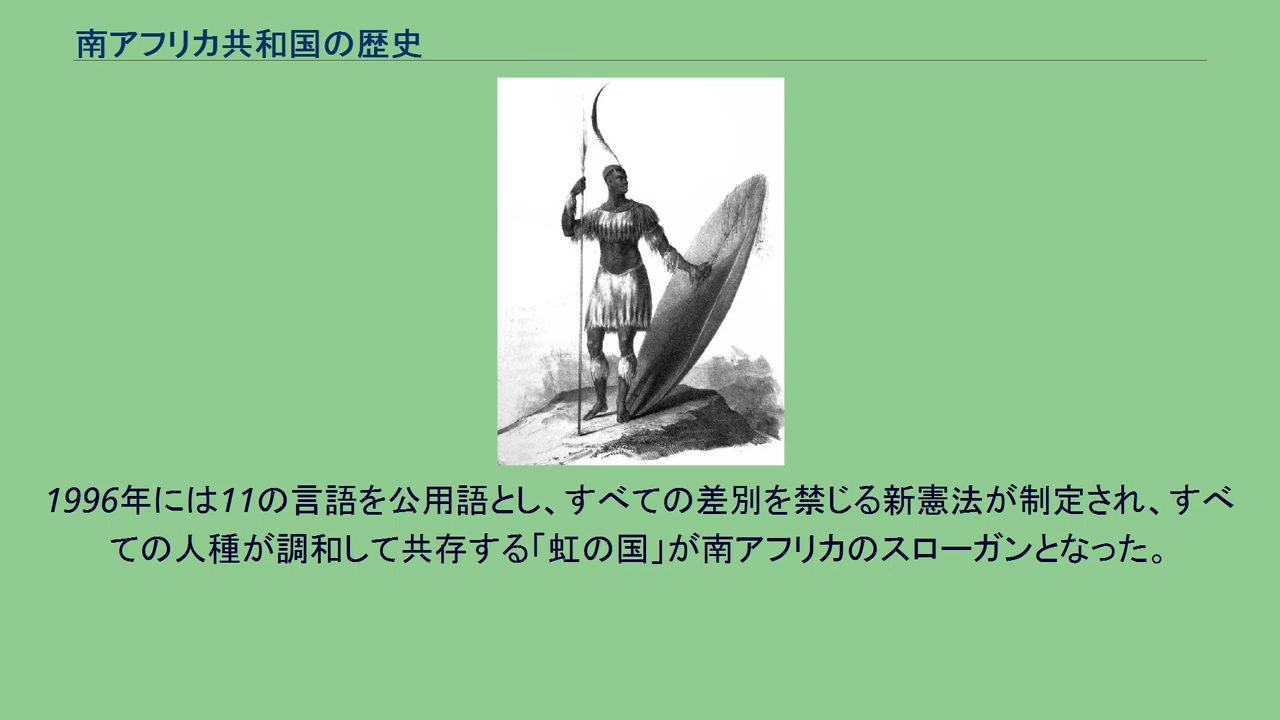 南アフリカ共和国の歴史
1996年には11の言語を公用語とし、すべての差別を禁じる新憲法が制定され、すべ
ての人種が調和して共存する「虹の国」が南アフリカのスローガンとなった。